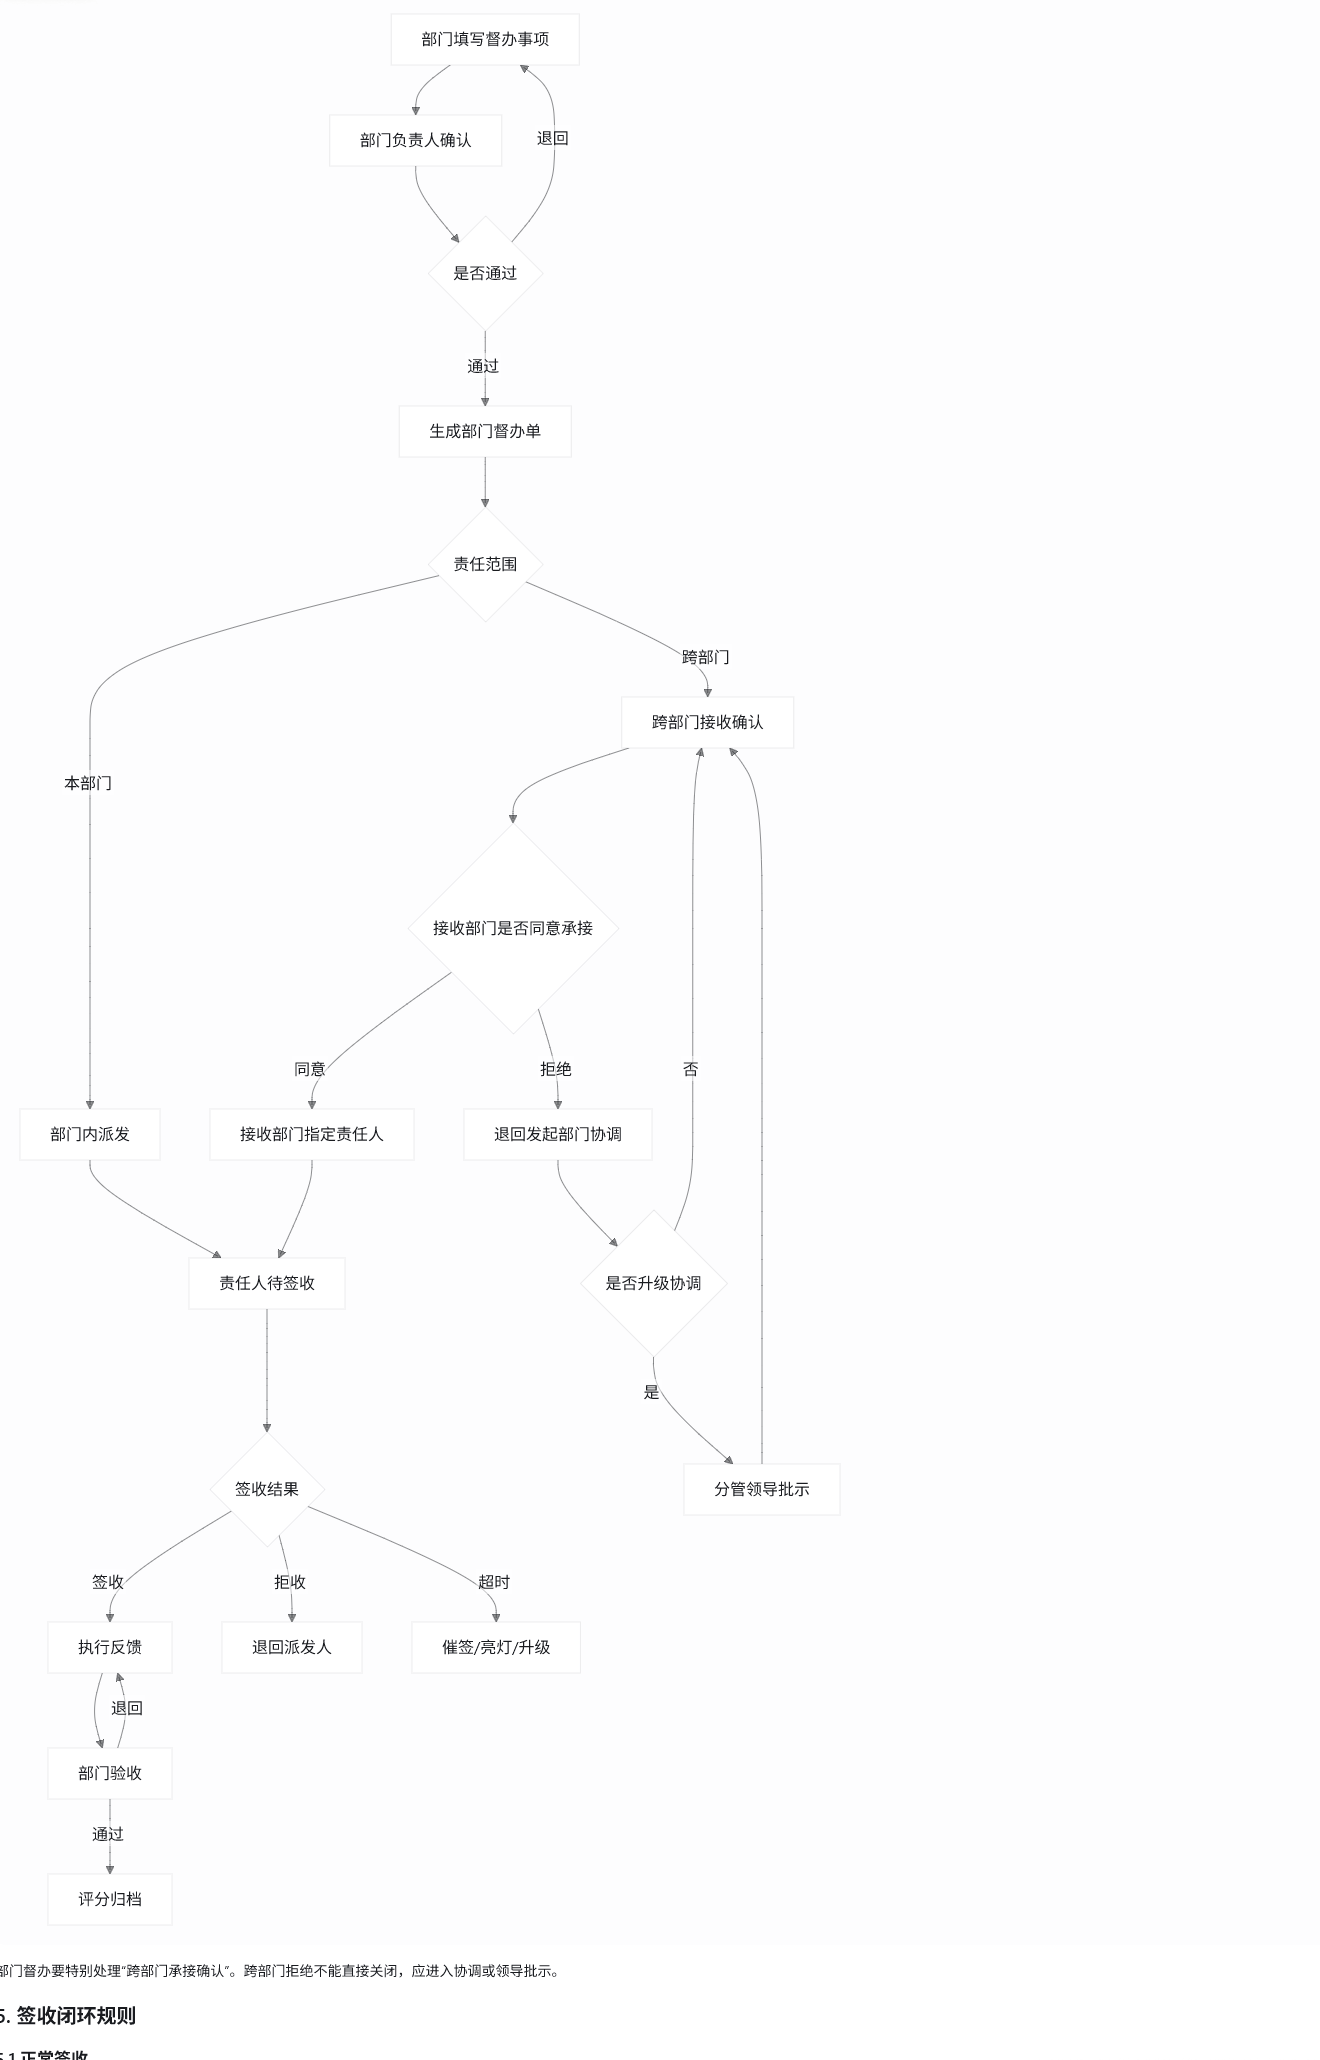 部门填写督办事项
部门负责人确认
退回
是否通过
通过
生成部门督办单
责任范围
跨部门
跨部门接收确认
本部门
接收部门是否同意承接
同意
拒绝
否
部门内派发
接收部门指定责任人
退回发起部门协调
责任人待签收
是否升级协调
是
签收结果
分管领导批示
签收
拒收
超时
执行反馈
退回派发人
催签/亮灯/升级
退回
部门验收
通过
评分归档
部门督办要特别处理“跨部门承接确认”。跨部门拒绝不能直接关闭，应进入协调或领导批示。
5. 签收闭环规则
5.1 正常签收